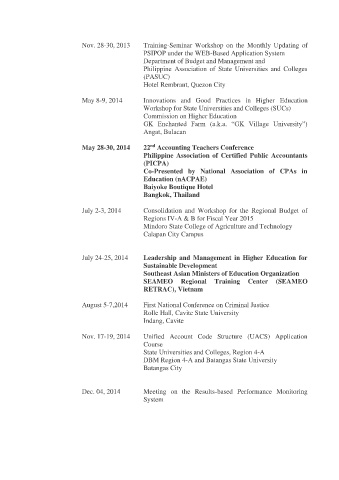 Nov. 28-30, 2013 Training-Seminar Workshop on the Monthly Updating of
PSIPOP under the WEB-Based Application System
Department of Budget and Management and
Philippine Association of State Universities and Colleges
(PASUC)
Hotel Rembrant, Quezon City
May 8-9, 2014 Innovations and Good Practices in Higher Education
Workshop for State Universities and Colleges (SUCs)
Commission on Higher Education
GK Enchanted Farm (a.k.a. "GK Village University")
Angat, Bulacan
May 28-30, 2014 22nd Accounting Teachers Conference
Philippine Association of Certified Public Accountants
(PICPA)
Co-Presented by National Association of CPAs in
Education (nACPAE)
Baiyoke Boutique Hotel
Bangkok, Thailand
July 2-3, 2014 Consolidation and Workshop for the Regional Budget of
Regions IV-A & B for Fiscal Year 2015
Mindoro State College of Agriculture and Technology
Calapan City Campus
July 24-25, 2014 Leadership and Management in Higher Education for
Sustainable Development
Southeast Asian Ministers of Education Organization
SEAMEO Regional Training Center (SEAMEO
RETRAC), Vietnam
August 5-7,2014 First National Conference on Criminal Justice
Rolle Hall, Cavite State University
Indang, Cavite
Nov. 17-19, 2014 Unified Account Code Structure (UACS) Application
Course
State Universities and Colleges, Region 4-A
DBM Region 4-A and Batangas State University
Batangas City
Dec. 04, 2014 Meeting on the Results-based Performance Monitoring
System